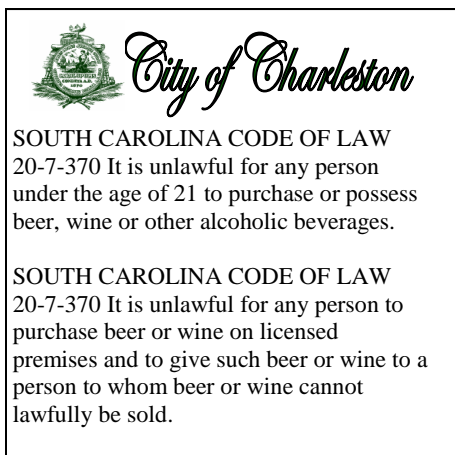 City of Charleston
SOUTH CAROLINA CODE OF LAW
20-7-370 It is unlawful for any person
under the age of 21 to purchase or possess
beer, wine or other alcoholic beverages.
SOUTH CAROLINA CODE OF LAW
20-7-370 It is unlawful for any person to
purchase beer or wine on licensed
premises and to give such beer or wine to a
person to whom beer or wine cannot
lawfully be sold.